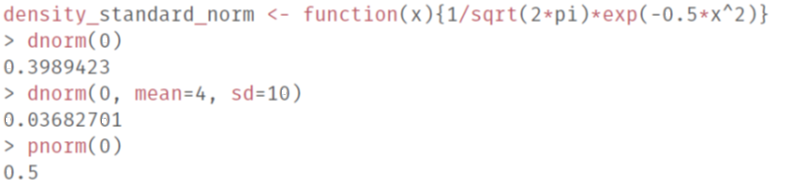 density_standard_norm <- function(x){1/sqrt(2*pi)*exp(-0.5*x^2)}
> dnorm(0)
0.3989423
> dnorm(0, mean=4, sd=10)
0.03682701
> pnorm(0)
0.5